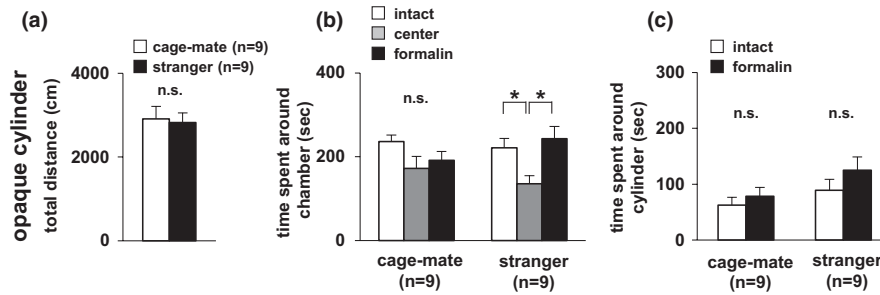 (a)
opaque cylinder
total distance (cm)
cage-mate (n=9)
stranger (n=9)
4000
n.s.
2000
0
(b)
intact
center
formalin
time spent around
chamber (sec)
400
n.s.
* *
200
0
cage-mate
(n=9)
stranger
(n=9)
(c)
intact
formalin
time spent around
cylinder (sec)
300
200
n.s.
n.s.
100
0
cage-mate
(n=9)
stranger
(n=9)